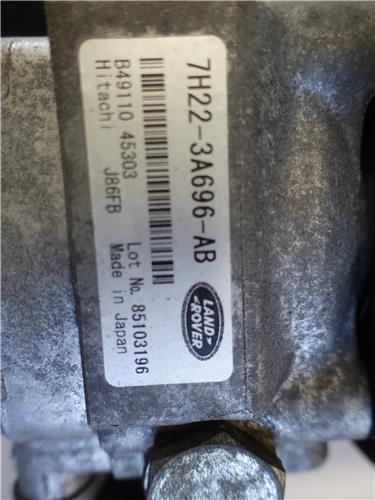 7H22-3A696-AB
LAND-
ROVER
B49110 45303
Lot No. 85103196
Hitachi
J86FB
Made in Japan